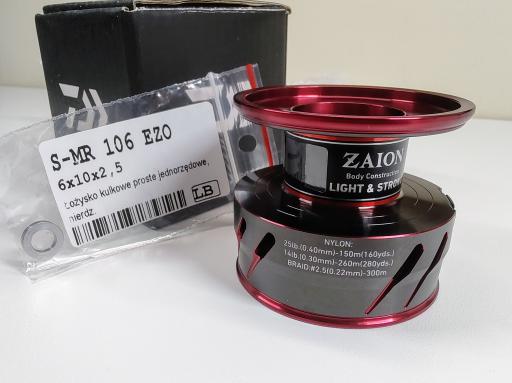 S-MR 106 EZO
6x10x2,5
Łożysko kulkowe proste jednorzędowe,
nierdz.
LB
ZAION
Body Construction
LIGHT & STRONG
NYLON:
25lb.(0.40mm)-150m(160yds.)
14lb.(0.30mm)-260m(280yds.)
BRAID:#2.5(0.22mm)-300m